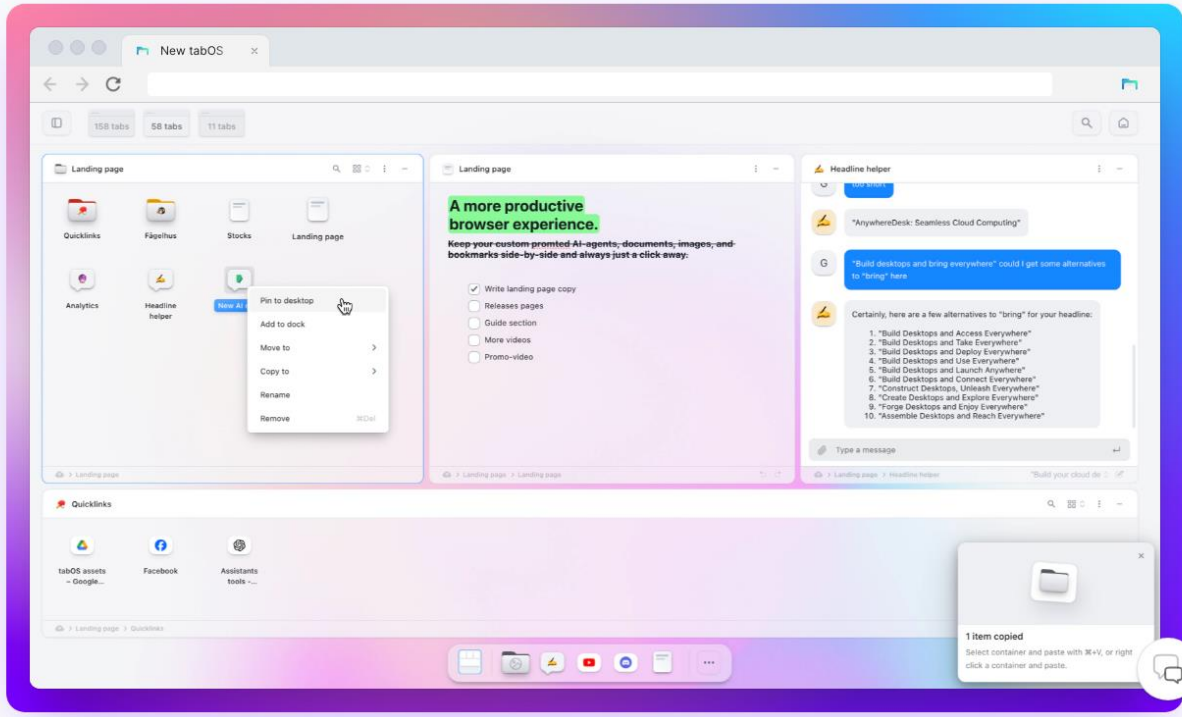 New tabOS
158 tabs
58 tabs
11 tabs
Landing page
Quicklinks
Fågelhus
Stocks
Landing page
Analytics
Headline
helper
New AI
Pin to desktop
Add to dock
Move to
Copy to
Rename
Remove ⌘Del
Landing page
Landing page
A more productive
browser experience.
Keep your custom promted AI-agents, documents, images, and
bookmarks side-by-side and always just a click away.
Write landing page copy
Releases pages
Guide section
More videos
Promo-video
Landing page > Landing page
Headline helper
too short
"AnywhereDesk: Seamless Cloud Computing"
G
"Build desktops and bring everywhere" could I get some alternatives
to "bring" here
Certainly, here are a few alternatives to "bring" for your headline:
1. "Build Desktops and Access Everywhere"
2. "Build Desktops and Take Everywhere"
3. "Build Desktops and Deploy Everywhere"
4. "Build Desktops and Use Everywhere"
5. "Build Desktops and Launch Anywhere"
6. "Build Desktops and Connect Everywhere"
7. "Construct Desktops, Unleash Everywhere"
8. "Create Desktops and Explore Everywhere"
9. "Forge Desktops and Enjoy Everywhere"
10. "Assemble Desktops and Reach Everywhere"
Type a message
Landing page > Headline helper
"Build your cloud de
Quicklinks
tabOS assets
– Google...
Facebook
Assistants
tools -...
Landing page > Quicklinks
1 item copied
Select container and paste with ⌘+V, or right
click a container and paste.